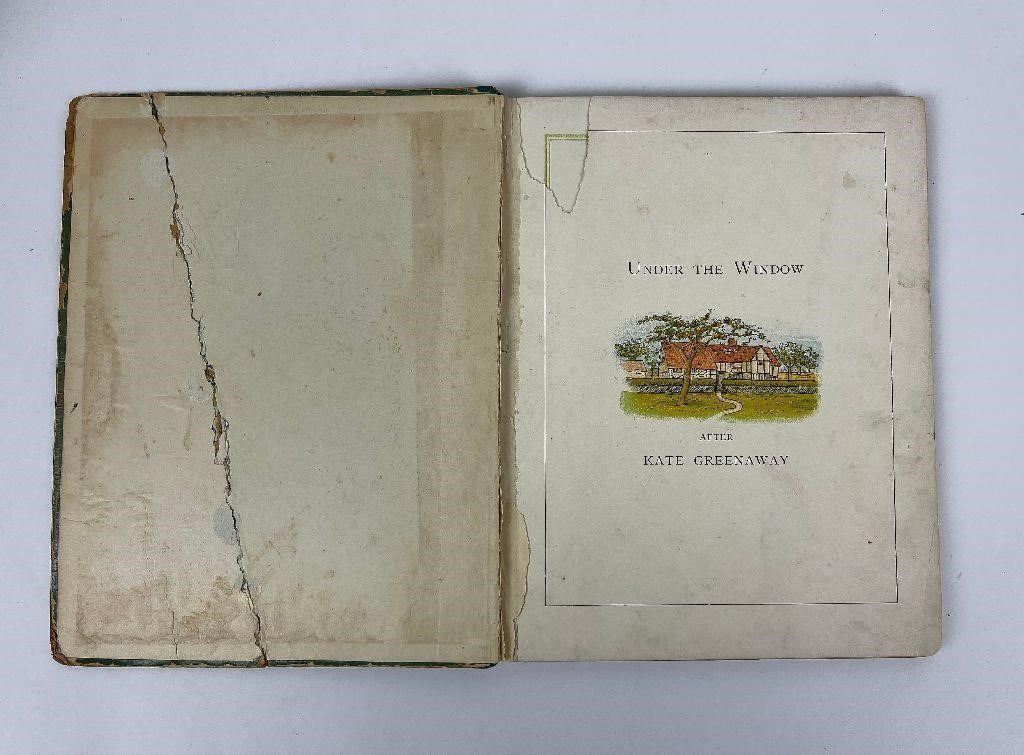 Under the Window
AFTER
KATE GREENAWAY